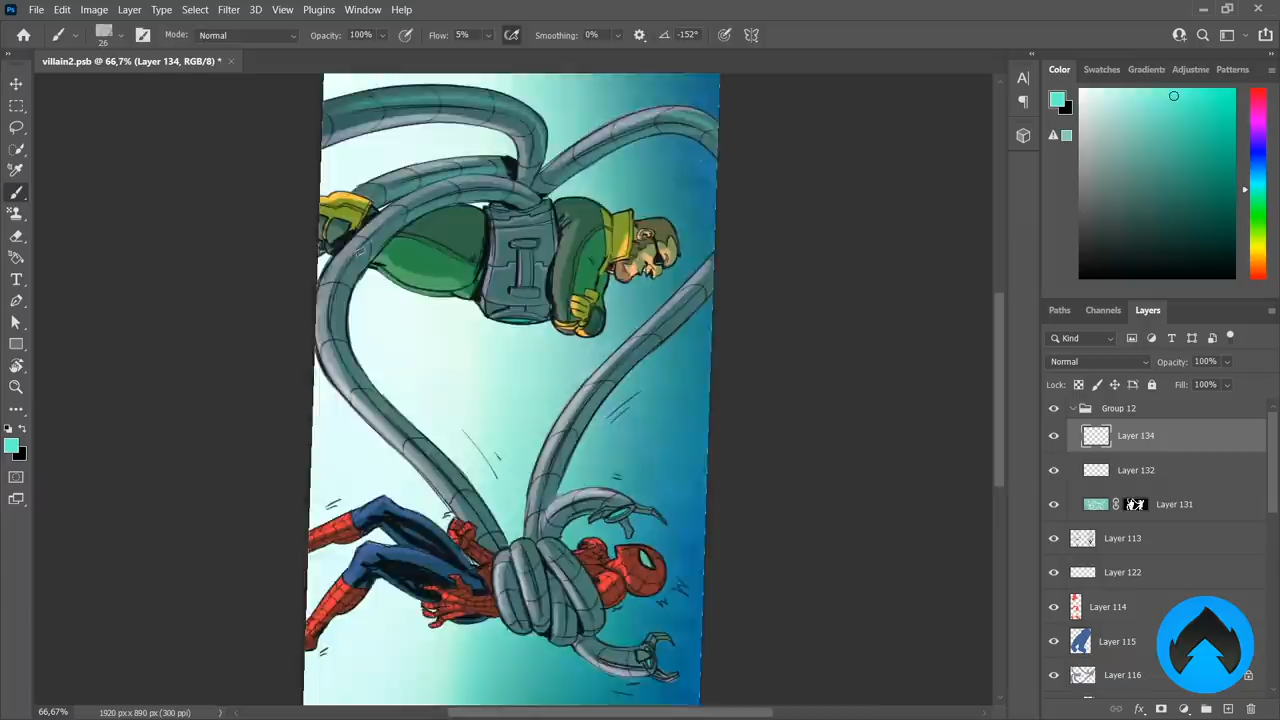 Ps File Edit Image Layer Type Select Filter 3D View Plugins Window Help
26 Mode: Normal Opacity: 100% Flow: 5% Smoothing: 0% -152°
villain2.psb @ 66,7% (Layer 134, RGB/8) * ×
Color Swatches Gradients Adjustme Patterns
Paths Channels Layers
Kind
Normal Opacity: 100%
Lock: Fill: 100%
Group 12
Layer 134
Layer 132
Layer 131
Layer 113
Layer 122
Layer 114
Layer 115
Layer 116
66,67% 1920 px x 890 px (300 ppi)